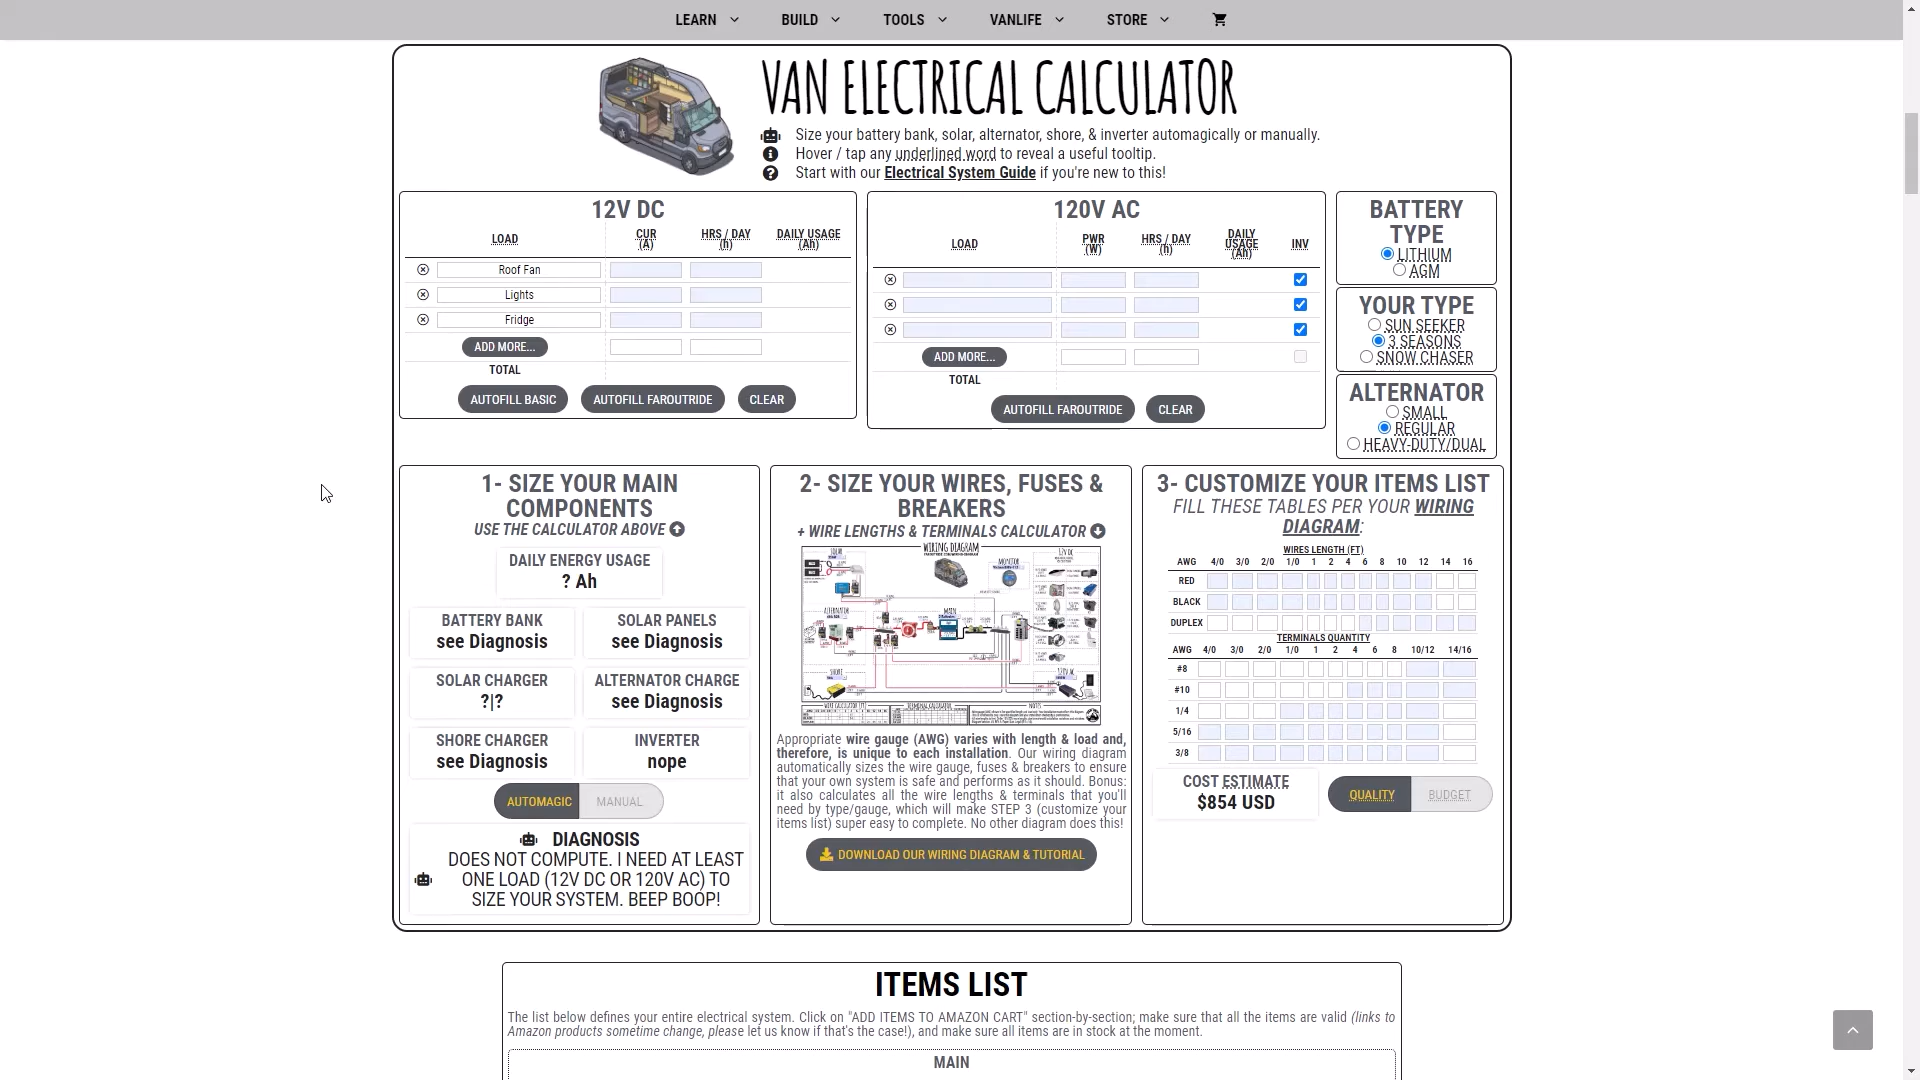 LEARN
BUILD
TOOLS
VANLIFE
STORE
VAN ELECTRICAL CALCULATOR
Size your battery bank, solar, alternator, shore, & inverter automagically or manually.
Hover / tap any underlined word to reveal a useful tooltip.
Start with our Electrical System Guide if you're new to this!
12V DC
LOAD
CUR (A)
HRS / DAY (h)
DAILY USAGE (Ah)
Roof Fan
Lights
Fridge
ADD MORE...
TOTAL
AUTOFILL BASIC
AUTOFILL FAROUTRIDE
CLEAR
120V AC
LOAD
PWR (W)
HRS / DAY (h)
DAILY USAGE (Ah)
INV
ADD MORE...
TOTAL
AUTOFILL FAROUTRIDE
CLEAR
BATTERY
TYPE
LITHIUM
AGM
YOUR TYPE
SUN SEEKER
3 SEASONS
SNOW CHASER
ALTERNATOR
SMALL
REGULAR
HEAVY-DUTY/DUAL
1- SIZE YOUR MAIN
COMPONENTS
USE THE CALCULATOR ABOVE
DAILY ENERGY USAGE
? Ah
BATTERY BANK
see Diagnosis
SOLAR PANELS
see Diagnosis
SOLAR CHARGER
?|?
ALTERNATOR CHARGE
see Diagnosis
SHORE CHARGER
see Diagnosis
INVERTER
nope
AUTOMAGIC
MANUAL
DIAGNOSIS
DOES NOT COMPUTE. I NEED AT LEAST
ONE LOAD (12V DC OR 120V AC) TO
SIZE YOUR SYSTEM. BEEP BOOP!
2- SIZE YOUR WIRES, FUSES &
BREAKERS
+ WIRE LENGTHS & TERMINALS CALCULATOR
WIRING DIAGRAM
SOLAR
MONITOR
12V DC
ALTERNATOR
MAIN
SHORE
120V AC
Appropriate wire gauge (AWG) varies with length & load and,
therefore, is unique to each installation. Our wiring diagram
automatically sizes the wire gauge, fuses & breakers to ensure
that your own system is safe and performs as it should. Bonus:
it also calculates all the wire lengths & terminals that you'll
need by type/gauge, which will make STEP 3 (customize your
items list) super easy to complete. No other diagram does this!
DOWNLOAD OUR WIRING DIAGRAM & TUTORIAL
3- CUSTOMIZE YOUR ITEMS LIST
FILL THESE TABLES PER YOUR WIRING
DIAGRAM:
WIRES LENGTH (FT)
AWG 4/0 3/0 2/0 1/0 1 2 4 6 8 10 12 14 16
RED
BLACK
DUPLEX
TERMINALS QUANTITY
AWG 4/0 3/0 2/0 1/0 1 2 4 6 8 10/12 14/16
#8
#10
1/4
5/16
3/8
COST ESTIMATE
$854 USD
QUALITY
BUDGET
ITEMS LIST
The list below defines your entire electrical system. Click on "ADD ITEMS TO AMAZON CART" section-by-section; make sure that all the items are valid (links to
Amazon products sometime change, please let us know if that's the case!), and make sure all items are in stock at the moment.
MAIN